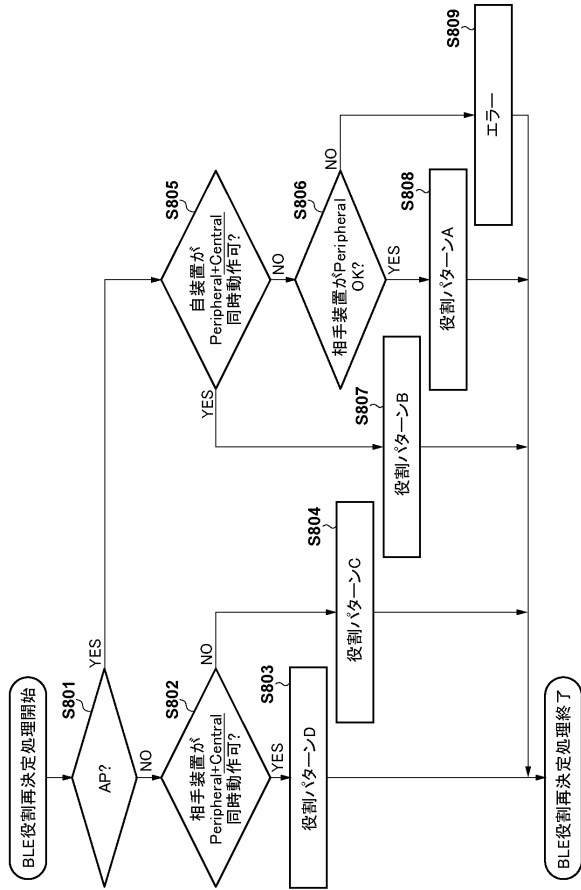 BLE役割再決定処理開始
S801
AP?
YES
NO
S802
相手装置が
Peripheral+Central
同時動作可?
NO
YES
S803
役割パターンD
S804
役割パターンC
S805
自装置が
Peripheral+Central
同時動作可?
YES
NO
S806
相手装置がPeripheral
OK?
NO
YES
S807
役割パターンB
S808
役割パターンA
S809
エラー
BLE役割再決定処理終了